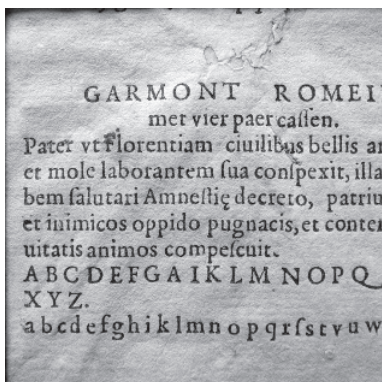 GARMONT ROMEI
met vier paer caſſen.
Pater vt Florentiam ciuilibus bellis
et mole laborantem ſua conſpexit, illa
bem ſalutari Amneſtię decreto, patriu
et inimicos oppido pugnacis, et conter
uitatis animos compeſcuit.
ABCDEFGAIKLMNOPQ
XYZ.
abcdefghiklmnopqrſstvuw